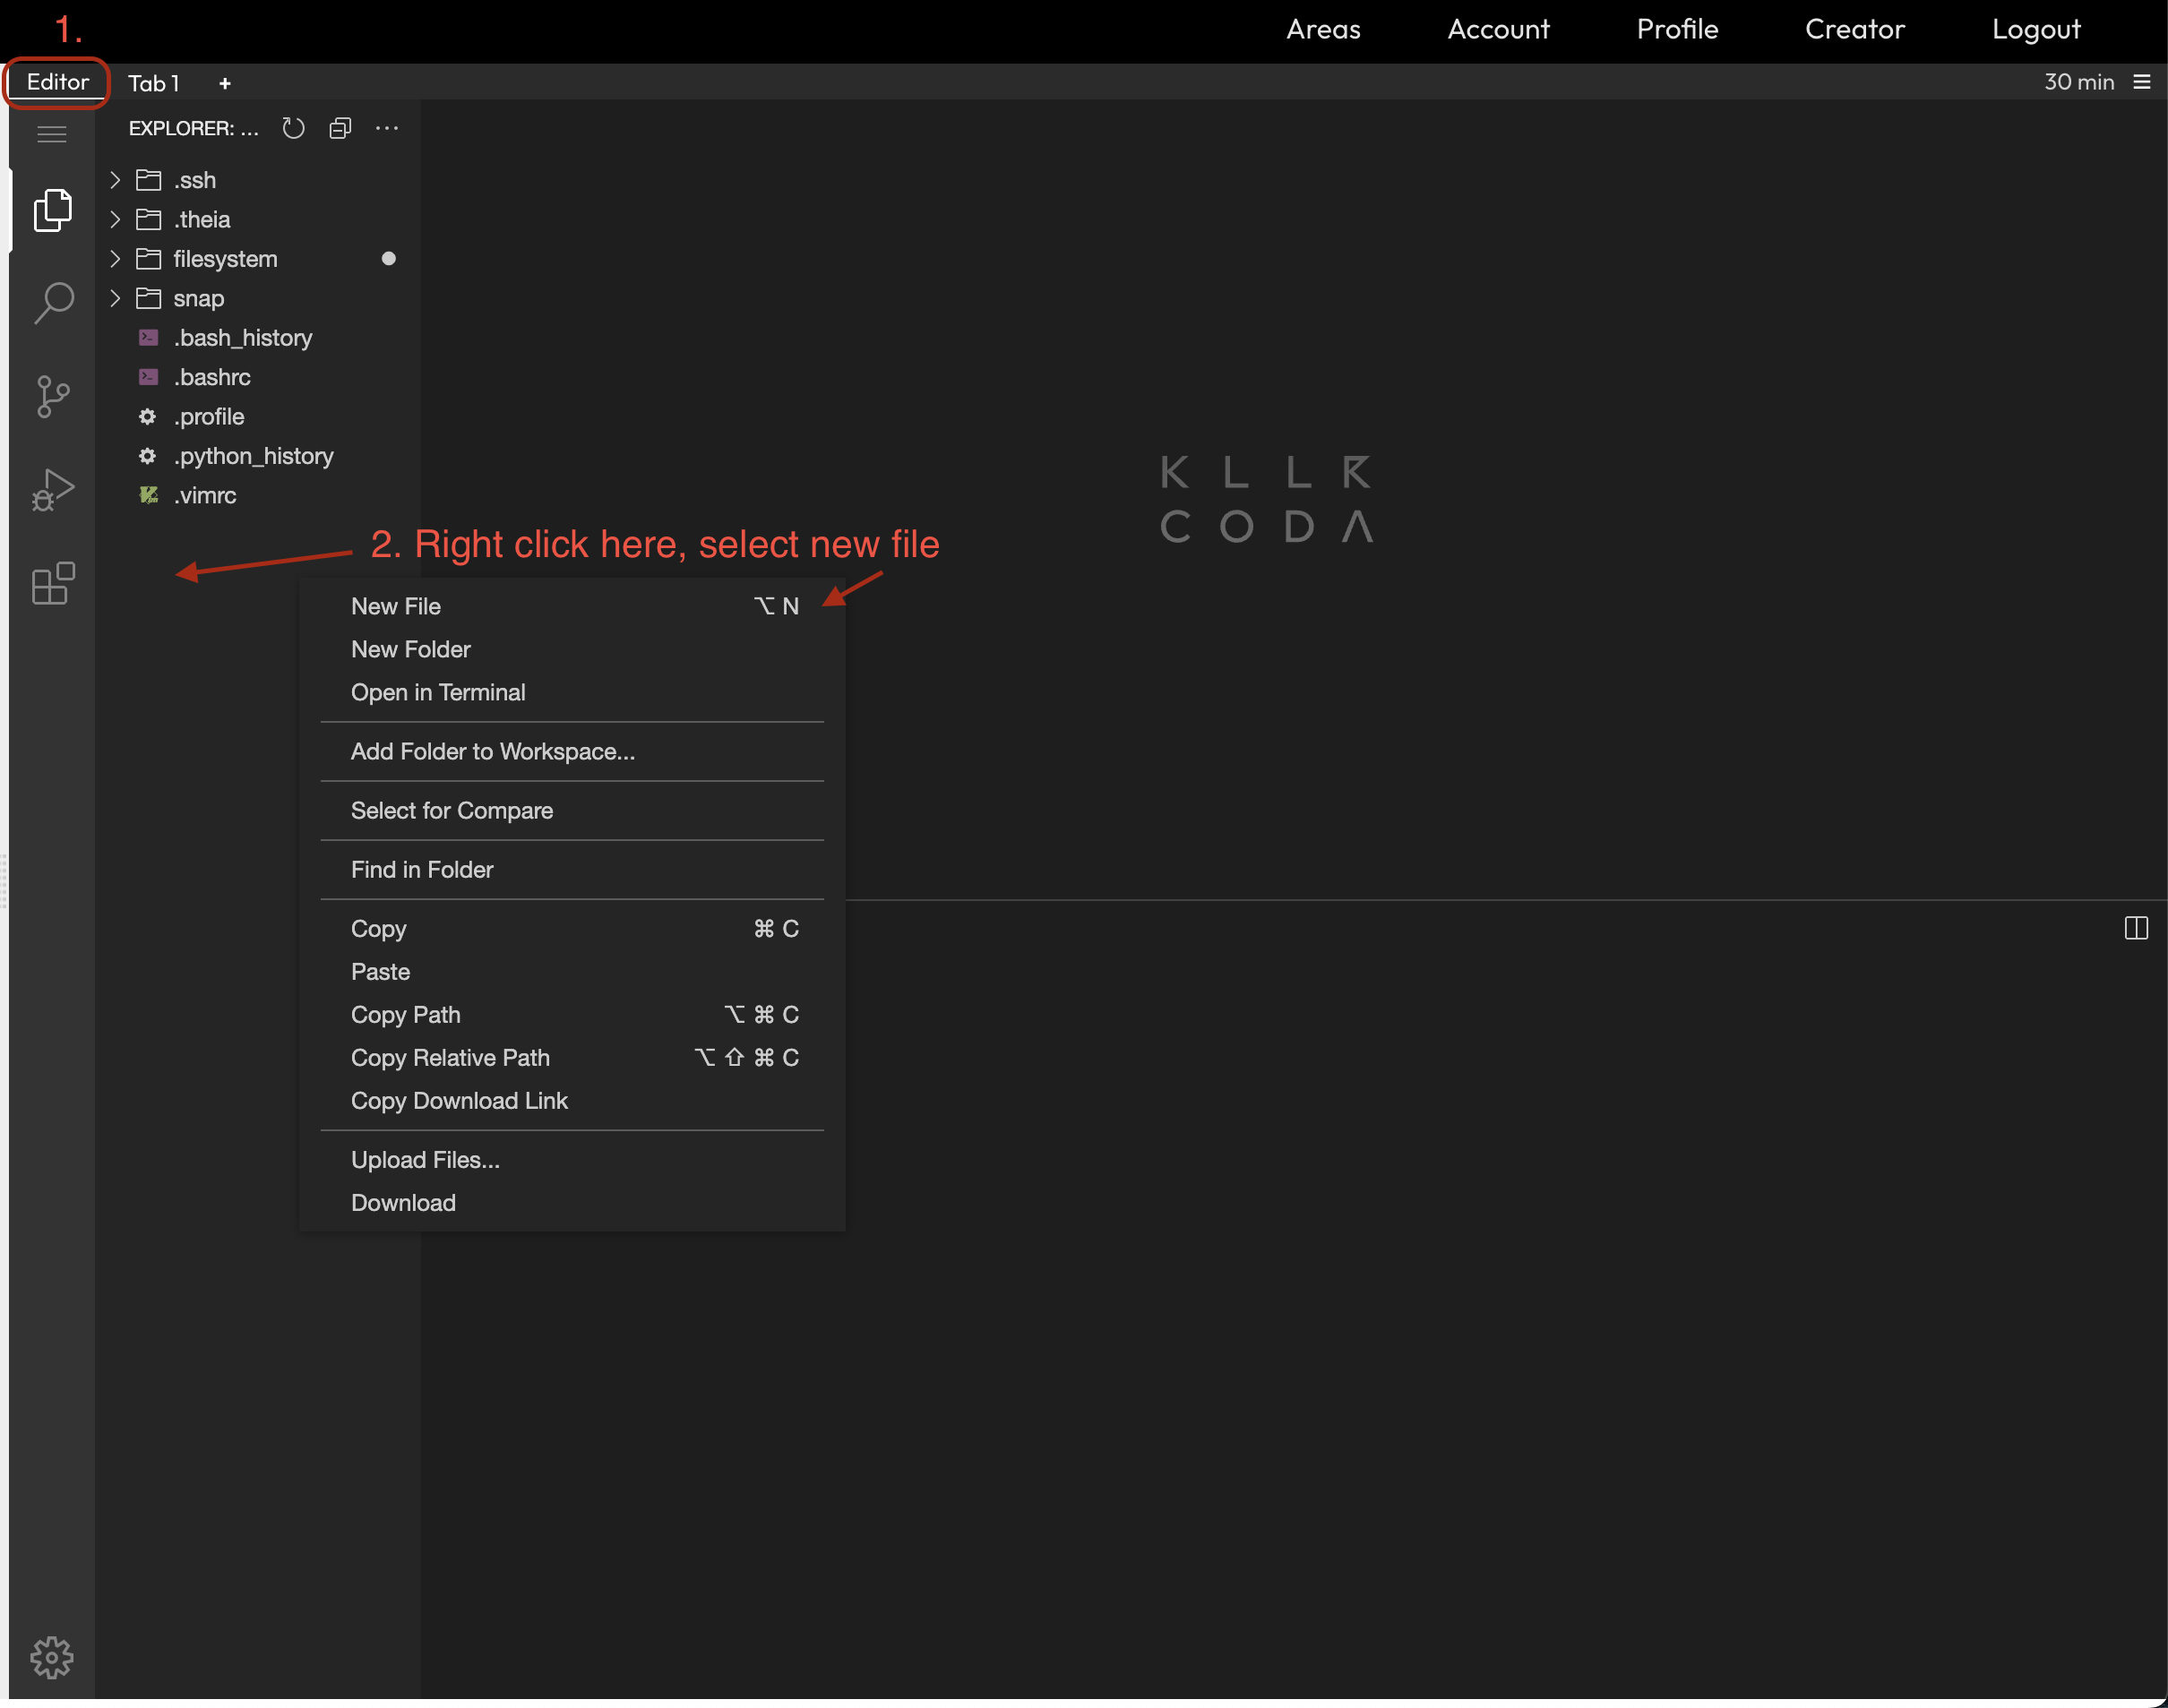 1.
Areas Account Profile Creator Logout
Editor Tab 1 + 30 min
EXPLORER: ...
.ssh
.theia
filesystem
snap
.bash_history
.bashrc
.profile
.python_history
.vimrc
K L L R
C O D A
2. Right click here, select new file
New File ⌥ N
New Folder
Open in Terminal
Add Folder to Workspace...
Select for Compare
Find in Folder
Copy ⌘ C
Paste
Copy Path ⌥ ⌘ C
Copy Relative Path ⌥ ⇧ ⌘ C
Copy Download Link
Upload Files...
Download